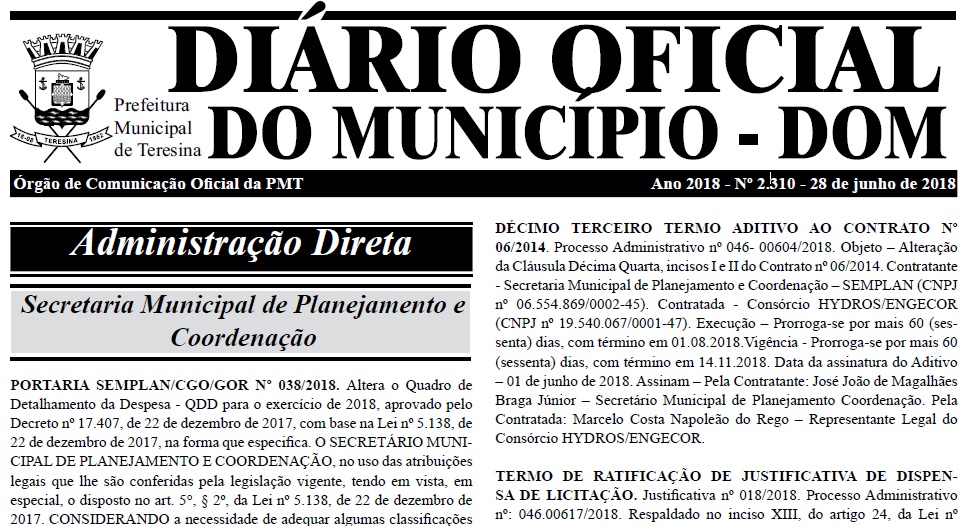 DIÁRIO OFICIAL
DO MUNICÍPIO - DOM
TERESINA
1852
Prefeitura
Municipal
de Teresina
Órgão de Comunicação Oficial da PMT
Ano 2018 - Nº 2.310 - 28 de junho de 2018
Administração Direta
Secretaria Municipal de Planejamento e
Coordenação
PORTARIA SEMPLAN/CGO/GOR Nº 038/2018. Altera o Quadro de
Detalhamento da Despesa - QDD para o exercício de 2018, aprovado pelo
Decreto nº 17.407, de 22 de dezembro de 2017, com base na Lei nº 5.138, de
22 de dezembro de 2017, na forma que especifica. O SECRETÁRIO MUNI-
CIPAL DE PLANEJAMENTO E COORDENAÇÃO, no uso das atribuições
legais que lhe são conferidas pela legislação vigente, tendo em vista, em
especial, o disposto no art. 5°, § 2º, da Lei nº 5.138, de 22 de dezembro de
2017. CONSIDERANDO a necessidade de adequar algumas classificações
DÉCIMO TERCEIRO TERMO ADITIVO AO CONTRATO Nº
06/2014. Processo Administrativo nº 046- 00604/2018. Objeto – Alteração
da Cláusula Décima Quarta, incisos I e II do Contrato nº 06/2014. Contratante
- Secretaria Municipal de Planejamento e Coordenação – SEMPLAN (CNPJ
nº 06.554.869/0002-45). Contratada - Consórcio HYDROS/ENGECOR
(CNPJ nº 19.540.067/0001-47). Execução – Prorroga-se por mais 60 (ses-
senta) dias, com término em 01.08.2018.Vigência - Prorroga-se por mais 60
(sessenta) dias, com término em 14.11.2018. Data da assinatura do Aditivo
– 01 de junho de 2018. Assinam – Pela Contratante: José João de Magalhães
Braga Júnior – Secretário Municipal de Planejamento Coordenação. Pela
Contratada: Marcelo Costa Napoleão do Rego – Representante Legal do
Consórcio HYDROS/ENGECOR.
TERMO DE RATIFICAÇÃO DE JUSTIFICATIVA DE DISPEN-
SA DE LICITAÇÃO. Justificativa nº 018/2018. Processo Administrativo
nº: 046.00617/2018. Respaldado no inciso XIII, do artigo 24, da Lei nº